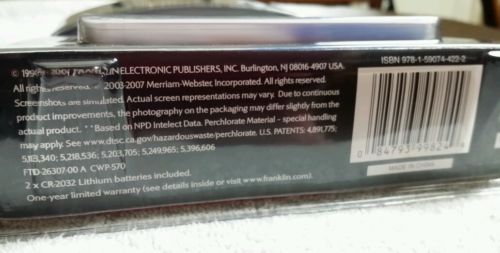 © FRANKLIN ELECTRONIC PUBLISHERS, INC. Burlington, NJ 08016-4907 USA.
All rights reserved. © 2003-2007 Merriam-Webster, Incorporated. All rights reserved.
Screenshots are simulated. Actual screen representations may vary. Due to continuous
product improvements, the photography on the packaging may differ slightly from the
actual product. **Based on NPD Intelect Data. Perchlorate Material – special handling
may apply. See www.dtsc.ca.gov/hazardouswaste/perchlorate. U.S. PATENTS: 4,891,775;
5,113,340; 5,218,536; 5,203,705; 5,249,965; 5,396,606
FTD-26307-00 A CWP-570
2 x CR-2032 Lithium batteries included.
One-year limited warranty (see details inside or visit www.franklin.com).
ISBN 978-1-59074-422-2
0 84793 99824
MADE IN CHINA